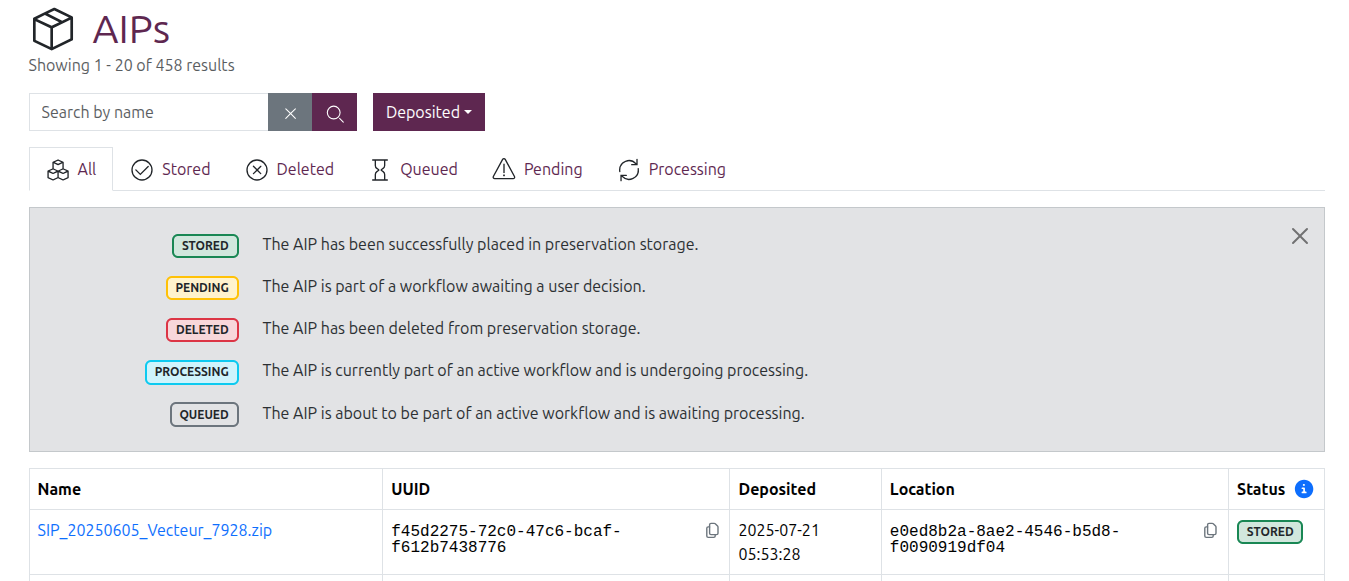 AIPs
Showing 1 - 20 of 458 results
Search by name
Deposited
All Stored Deleted Queued Pending Processing
STORED The AIP has been successfully placed in preservation storage.
PENDING The AIP is part of a workflow awaiting a user decision.
DELETED The AIP has been deleted from preservation storage.
PROCESSING The AIP is currently part of an active workflow and is undergoing processing.
QUEUED The AIP is about to be part of an active workflow and is awaiting processing.
Name UUID Deposited Location Status
SIP_20250605_Vecteur_7928.zip f45d2275-72c0-47c6-bcaf- 2025-07-21 e0ed8b2a-8ae2-4546-b5d8- STORED
f612b7438776 05:53:28 f0090919df04